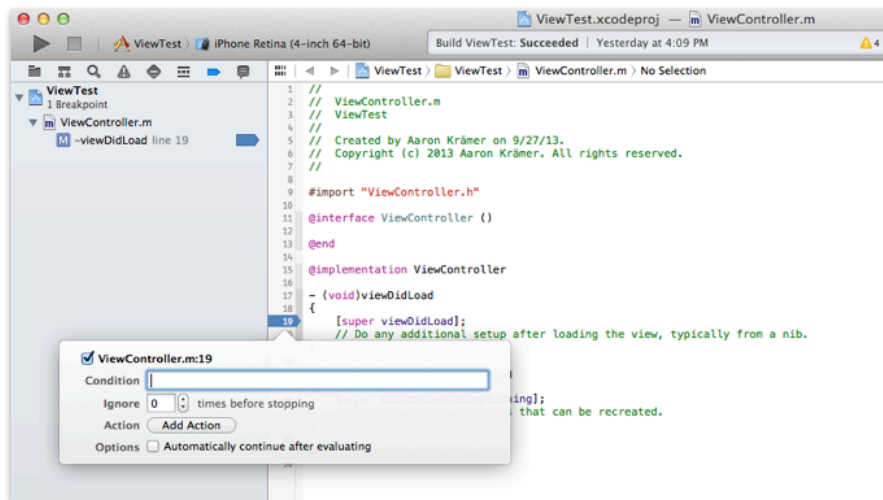 ViewTest.xcodeproj — ViewController.m
ViewTest 〉 iPhone Retina (4-inch 64-bit)
Build ViewTest: Succeeded | Yesterday at 4:09 PM
4
ViewTest
1 Breakpoint
ViewController.m
M -viewDidLoad line 19
ViewTest 〉 ViewTest 〉 m ViewController.m 〉 No Selection
1 //
2 //  ViewController.m
3 //  ViewTest
4 //
5 //  Created by Aaron Krämer on 9/27/13.
6 //  Copyright (c) 2013 Aaron Krämer. All rights reserved.
7 //
8
9 #import "ViewController.h"
10
11 @interface ViewController ()
12
13 @end
14
15 @implementation ViewController
16
17 - (void)viewDidLoad
18 {
19 [super viewDidLoad];
// Do any additional setup after loading the view, typically from a nib.
ing];
s that can be recreated.
ViewController.m:19
Condition
Ignore 0 times before stopping
Action Add Action
Options Automatically continue after evaluating